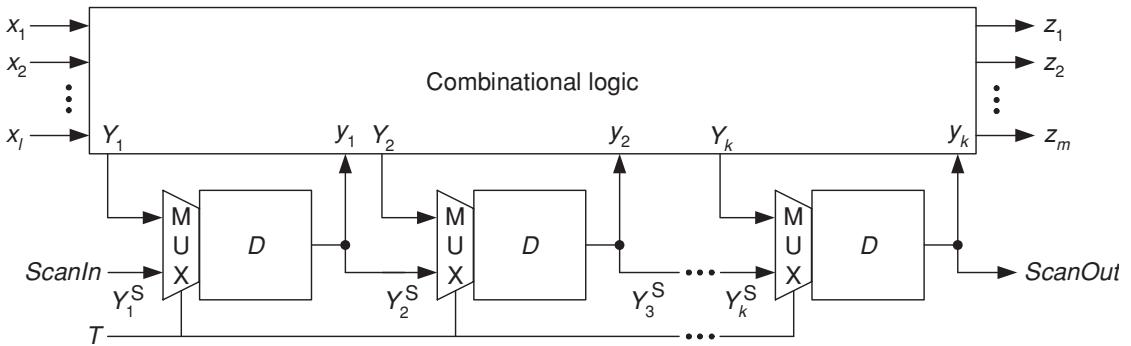 x₁ z₁
x₂ Combinational logic z₂
xₗ Y₁ y₁ Y₂ y₂ Yₖ yₖ zₘ
M U X D M U X D M U X D
ScanIn Y₁ˢ Y₂ˢ Y₃ˢ Yₖˢ ScanOut
T